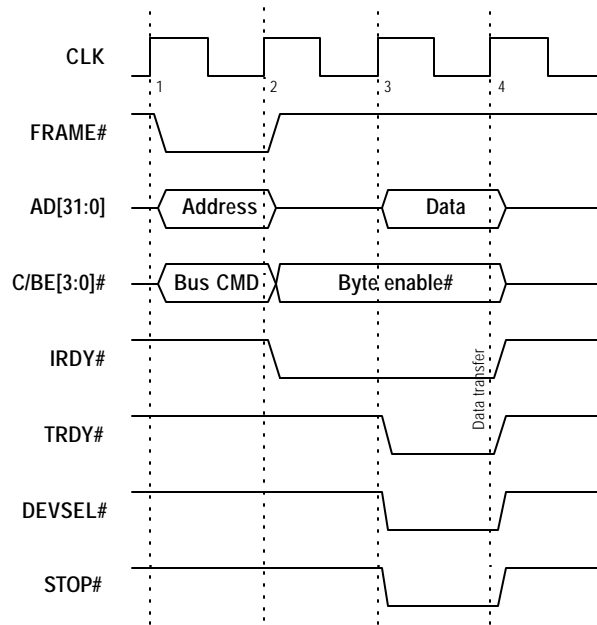 CLK
1 2 3 4
FRAME#
AD[31:0] Address Data
C/BE[3:0]# Bus CMD Byte enable#
IRDY#
Data transfer
TRDY#
DEVSEL#
STOP#